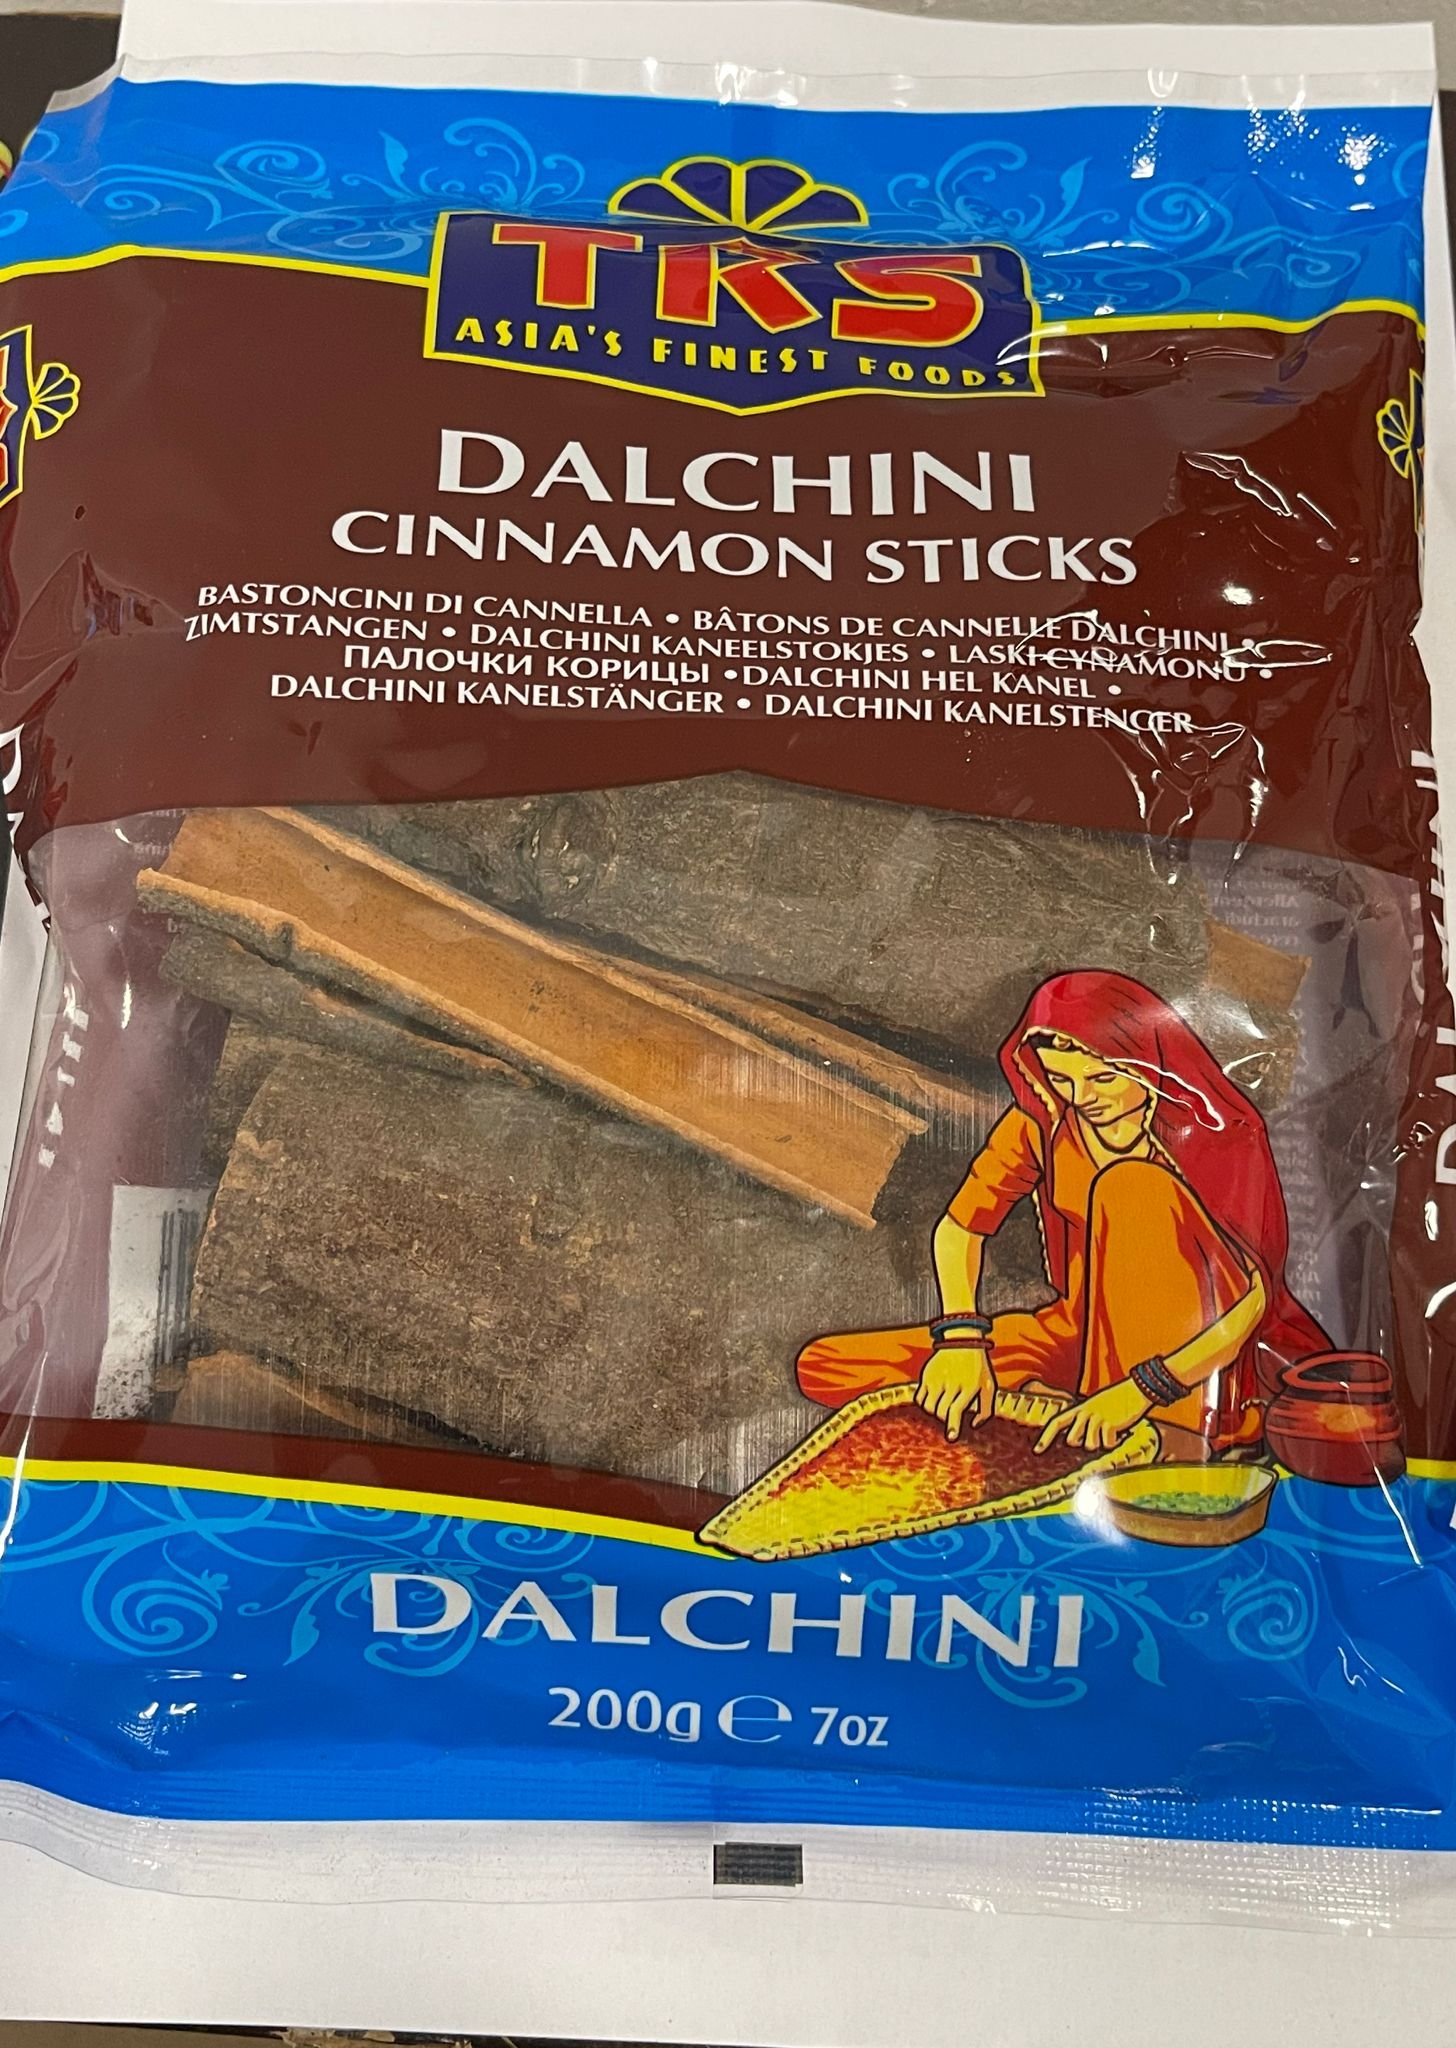 TRS
ASIA'S FINEST FOODS
DALCHINI
CINNAMON STICKS
BASTONCINI DI CANNELLA • BÂTONS DE CANNELLE DALCHINI •
ZIMTSTANGEN • DALCHINI KANEELSTOKJES • LASKI CYNAMONU •
ПАЛОЧКИ КОРИЦЫ • DALCHINI HEL KANEL •
DALCHINI KANELSTÄNGER • DALCHINI KANELSTENGER
DALCHINI
200g ℮ 7oz